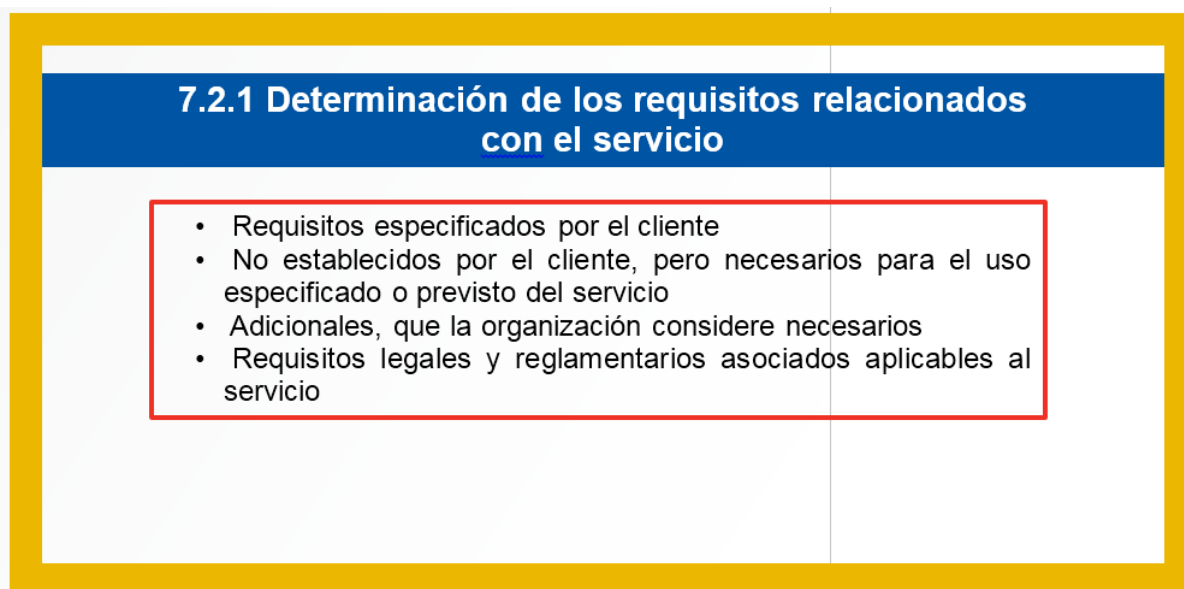 7.2.1 Determinación de los requisitos relacionados
con el servicio
• Requisitos especificados por el cliente
• No establecidos por el cliente, pero necesarios para el uso
especificado o previsto del servicio
• Adicionales, que la organización considere necesarios
• Requisitos legales y reglamentarios asociados aplicables al
servicio